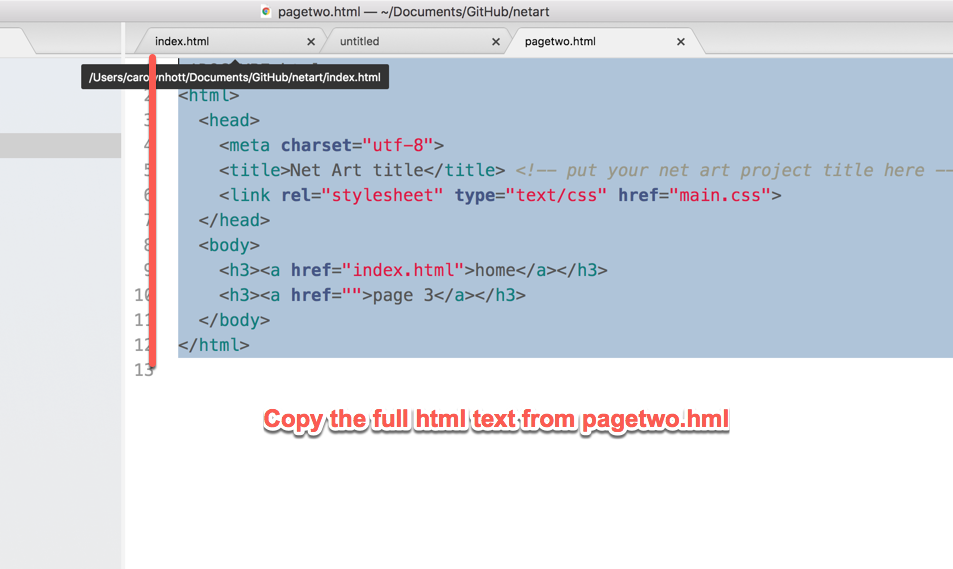 pagetwo.html — ~/Documents/GitHub/netart
index.html × untitled × pagetwo.html ×
/Users/carolynhott/Documents/GitHub/netart/index.html
2 <html>
3 <head>
4 <meta charset="utf-8">
5 <title>Net Art title</title> <!-- put your net art project title here --
6 <link rel="stylesheet" type="text/css" href="main.css">
7 </head>
8 <body>
9 <h3><a href="index.html">home</a></h3>
10 <h3><a href="">page 3</a></h3>
11 </body>
12 </html>
13
Copy the full html text from pagetwo.hml